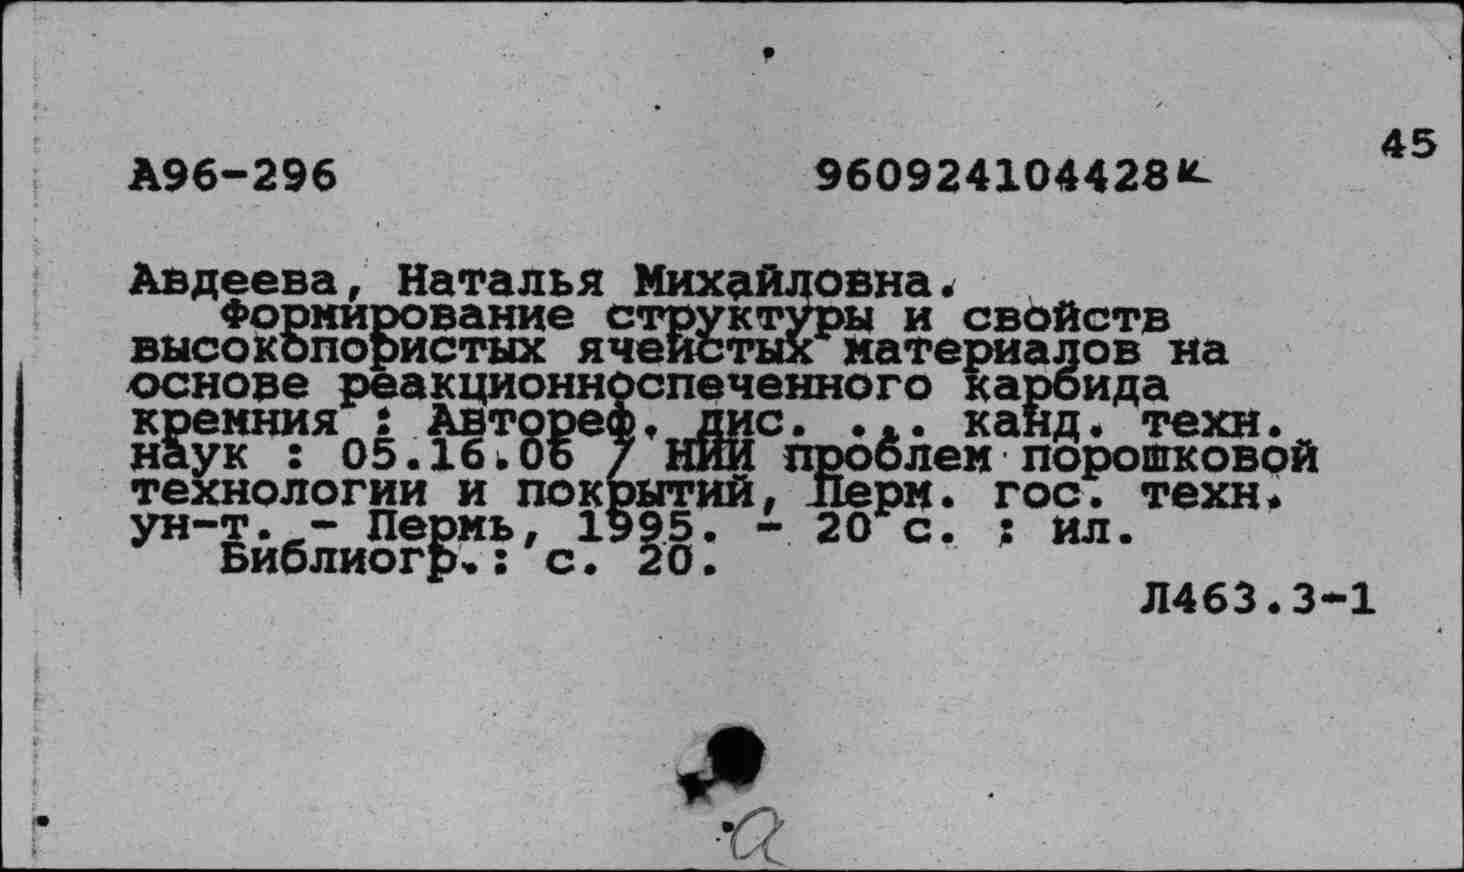 45
А96-296 960924104428к
Авдеева, Наталья Михайловна.
Формирование структуры и свойств
высокопористых ячеистых материалов на
основе реакционноспеченного карбида
кремния : Автореф. дис. ... канд. техн.
наук : 05.16.06 / НИИ проблем порошковой
технологии и покрытий, Перм. гос. техн.
ун-т. - Пермь, 1995. - 20 с. : ил.
Библиогр.: с. 20.
Л463.3-1
a